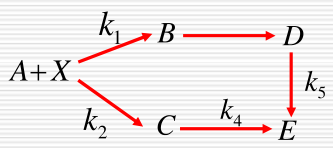 k₁ B D
A+X k₅
k₂ C k₄ E